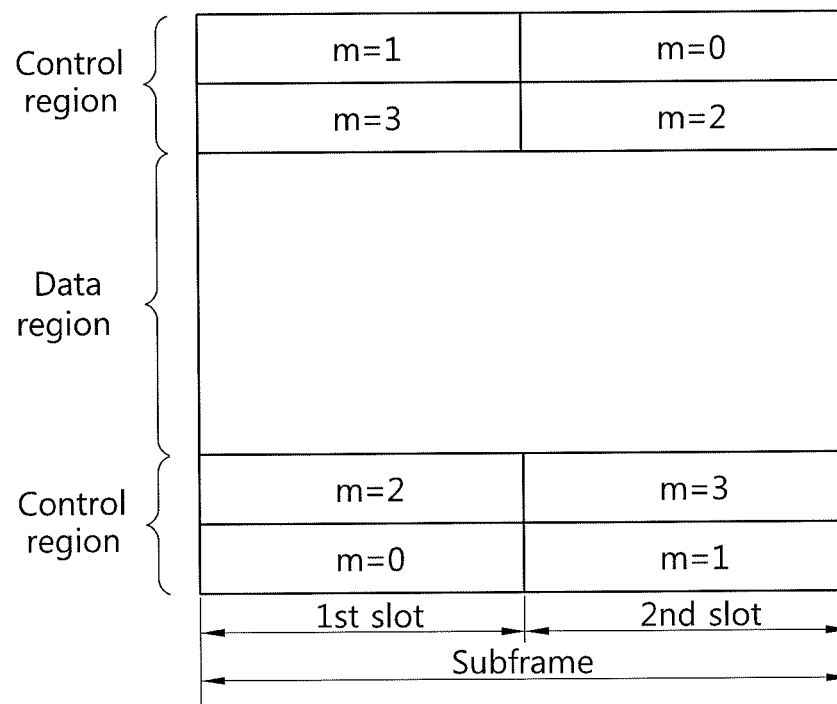 Control
region
m=1 m=0
m=3 m=2
Data
region
Control
region
m=2 m=3
m=0 m=1
1st slot 2nd slot
Subframe